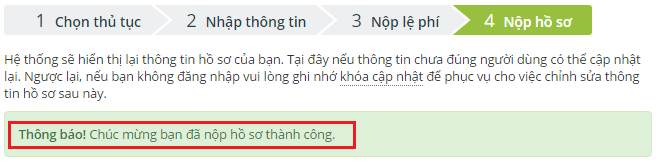 1 Chọn thủ tục 2 Nhập thông tin 3 Nộp lệ phí 4 Nộp hồ sơ
Hệ thống sẽ hiển thị lại thông tin hồ sơ của bạn. Tại đây nếu thông tin chưa đúng người dùng có thể cập nhật
lại. Ngược lại, nếu bạn không đăng nhập vui lòng ghi nhớ khóa cập nhật để phục vụ cho việc chỉnh sửa thông
tin hồ sơ sau này.
Thông báo! Chúc mừng bạn đã nộp hồ sơ thành công.